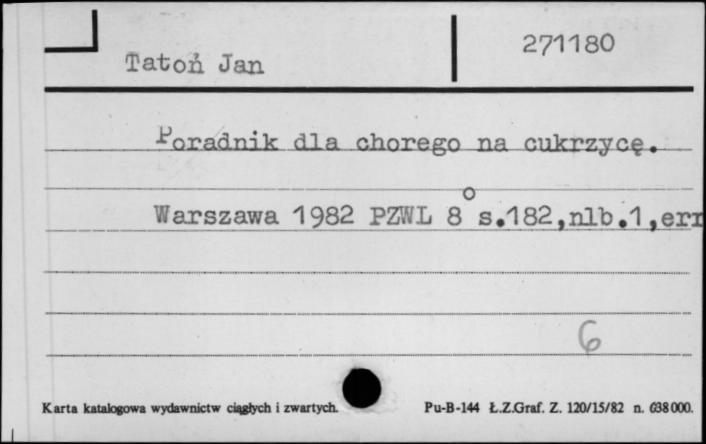 Tatoń Jan
271180
Poradnik dla chorego na cukrzycę.
Warszawa 1982 PZWL 8° s.182,nlb.1,err
6
Karta katalogowa wydawnictw ciągłych i zwartych.
Pu-B-144 Ł.Z.Graf. Z. 120/15/82 n. 638000.